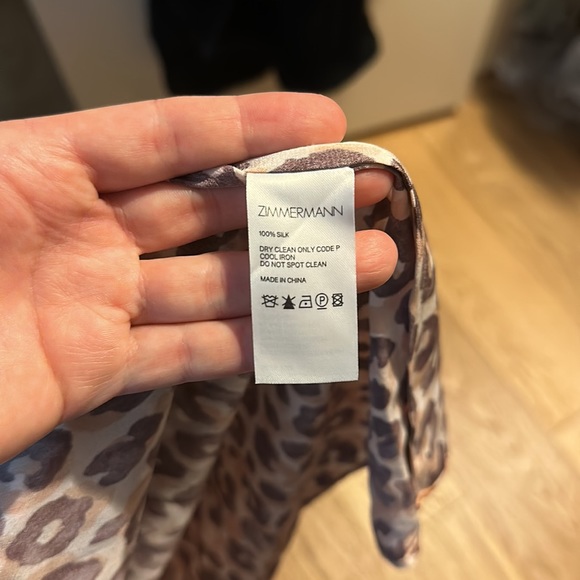 ZIMMERMANN
100% SILK
DRY CLEAN ONLY CODE P
COOL IRON
DO NOT SPOT CLEAN
MADE IN CHINA
P